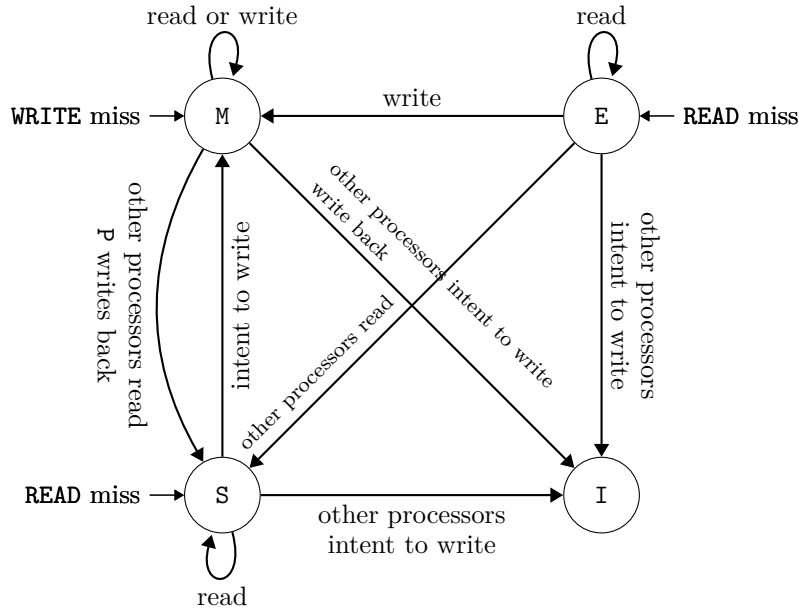 read or write
read
WRITE miss
M
write
E
READ miss
other processors read
P writes back
intent to write
other processors intent to write
write back
other processors read
other processors
intent to write
READ miss
S
other processors
intent to write
I
read